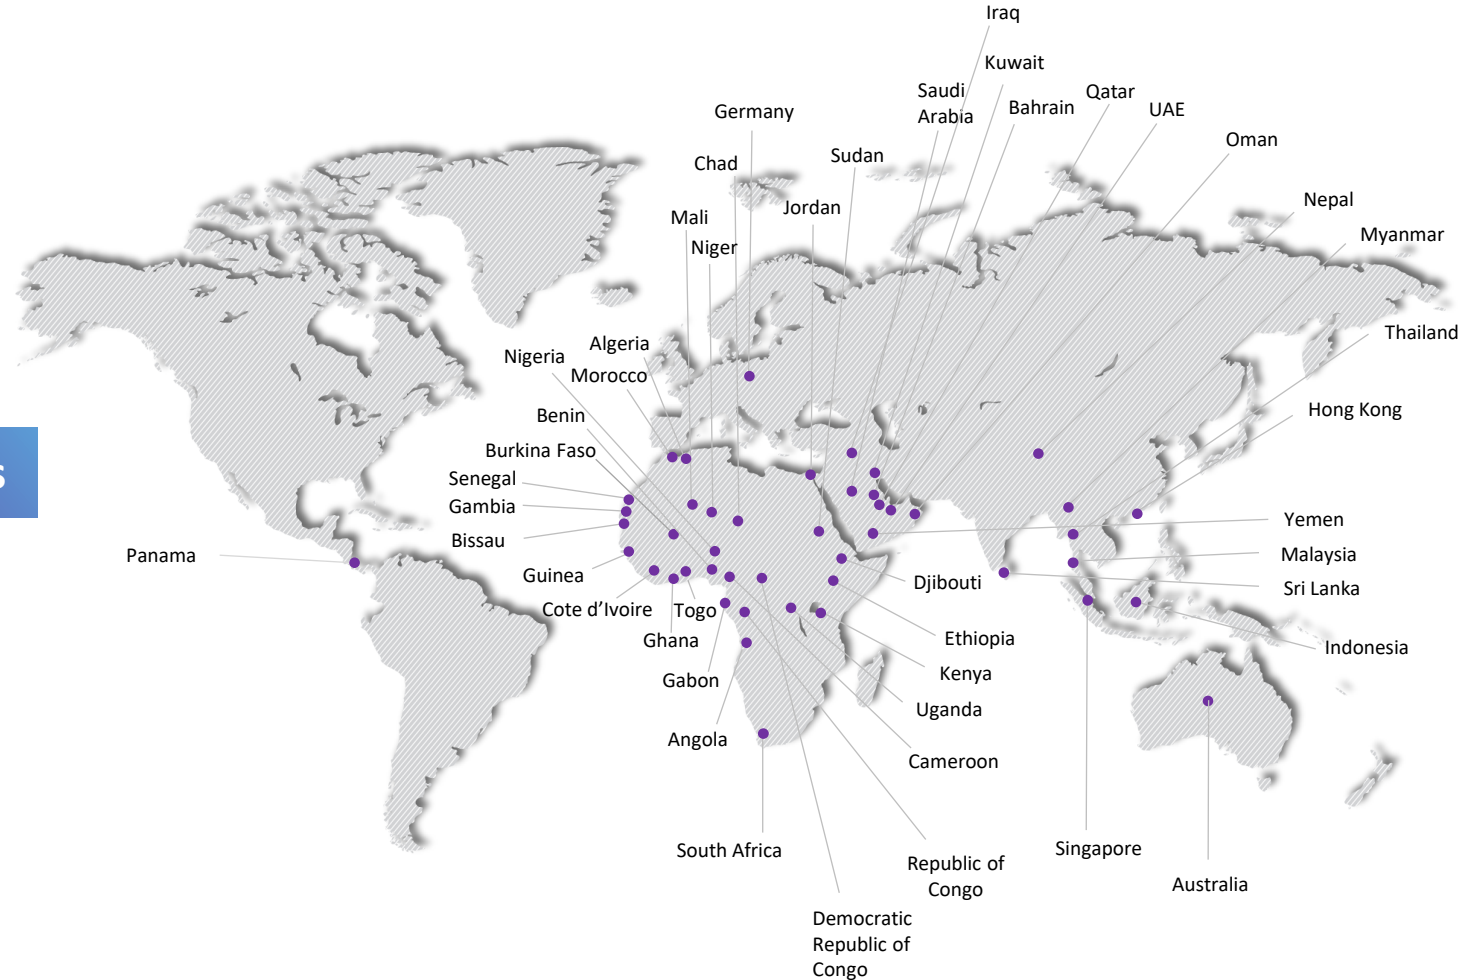 Iraq
Kuwait
Saudi
Arabia
Qatar
Bahrain
UAE
Germany
Oman
Chad
Sudan
Nepal
Jordan
Mali
Myanmar
Niger
Thailand
Algeria
Nigeria
Morocco
Hong Kong
Benin
Burkina Faso
Senegal
S
Gambia
Yemen
Bissau
Malaysia
Panama
Guinea
Djibouti
Sri Lanka
Cote d’Ivoire
Togo
Ghana
Ethiopia
Indonesia
Kenya
Gabon
Uganda
Angola
Cameroon
South Africa
Singapore
Republic of
Congo
Australia
Democratic
Republic of
Congo